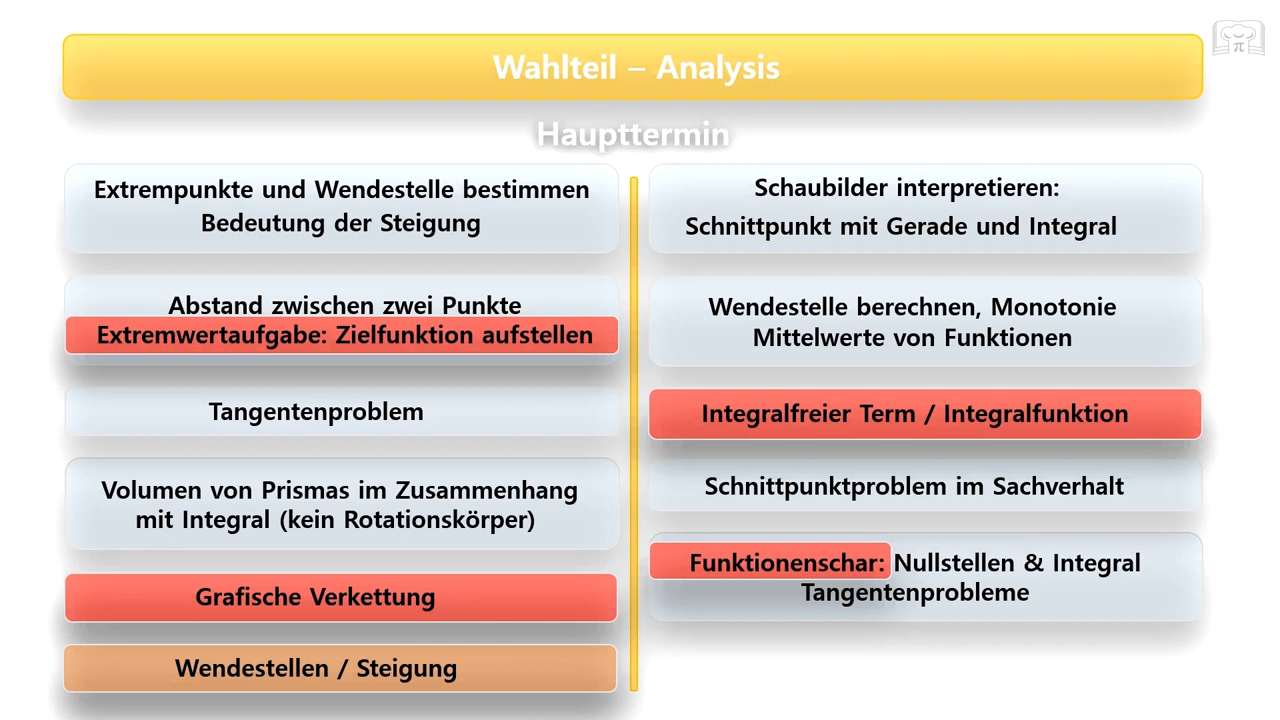 Wahlteil – Analysis
Haupttermin
Extrempunkte und Wendestelle bestimmen
Bedeutung der Steigung
Abstand zwischen zwei Punkte
Extremwertaufgabe: Zielfunktion aufstellen
Tangentenproblem
Volumen von Prismas im Zusammenhang
mit Integral (kein Rotationskörper)
Grafische Verkettung
Wendestellen / Steigung
Schaubilder interpretieren:
Schnittpunkt mit Gerade und Integral
Wendestelle berechnen, Monotonie
Mittelwerte von Funktionen
Integralfreier Term / Integralfunktion
Schnittpunktproblem im Sachverhalt
Funktionenschar: Nullstellen & Integral
Tangentenprobleme
π